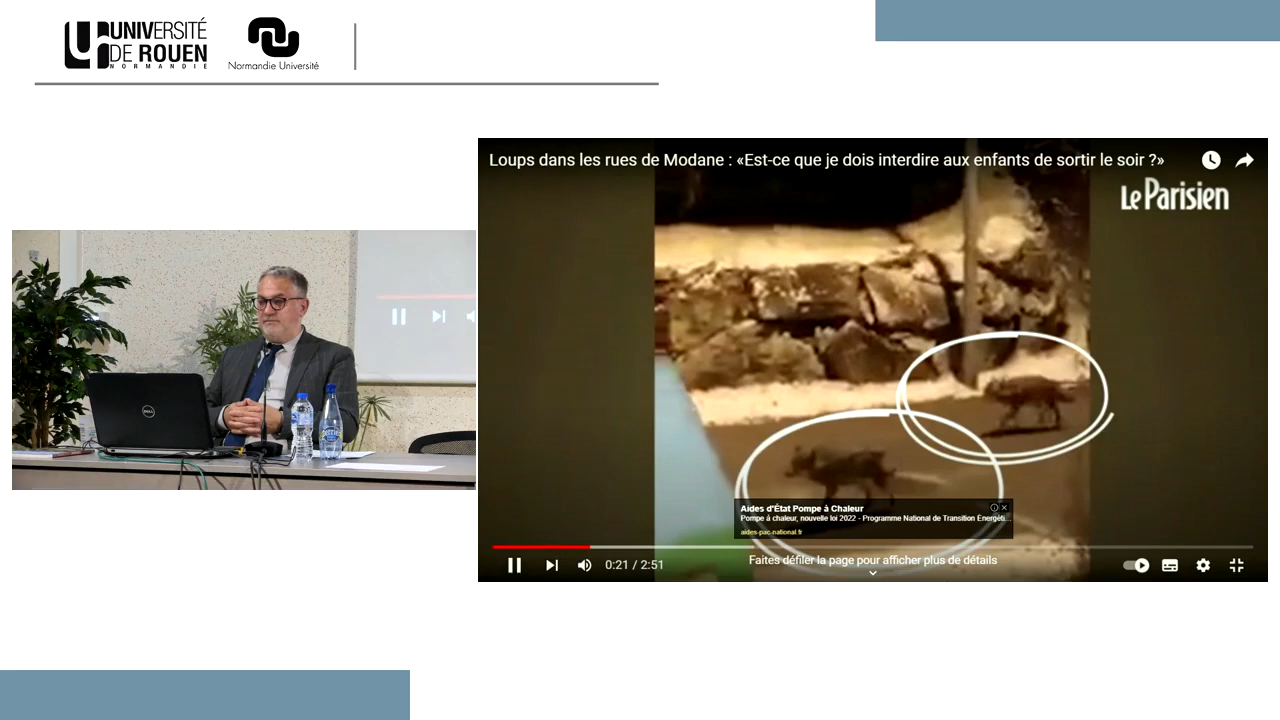 UNIVERSITÉ
DE ROUEN
NORMANDIE
Normandie Université
Loups dans les rues de Modane : «Est-ce que je dois interdire aux enfants de sortir le soir ?»
Le Parisien
DELL
Aides d'État Pompe à Chaleur
Pompe à chaleur, nouvelle loi 2022 - Programme National de Transition Énergéti...
aides-pac-national.fr
Faites défiler la page pour afficher plus de détails
0:21 / 2:51